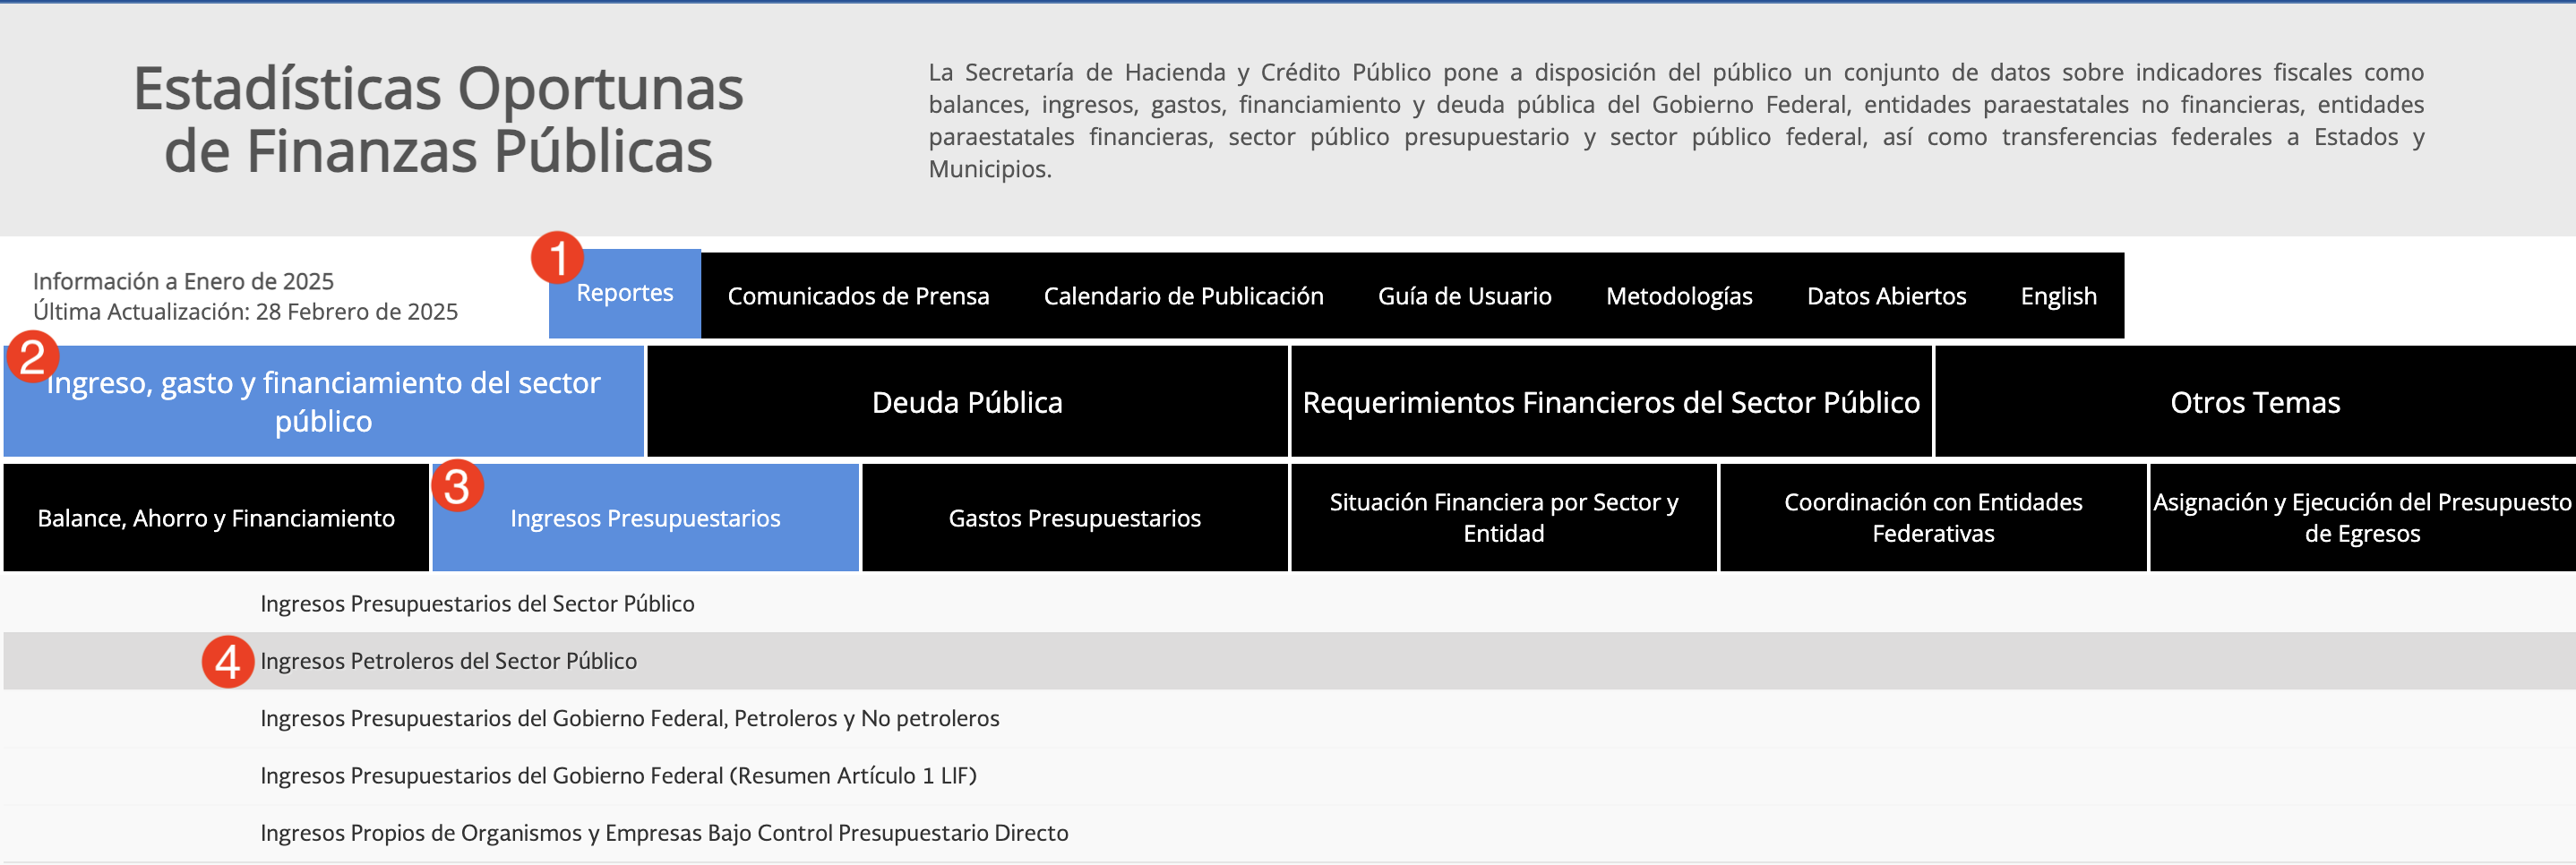 Estadísticas Oportunas
de Finanzas Públicas
La Secretaría de Hacienda y Crédito Público pone a disposición del público un conjunto de datos sobre indicadores fiscales como
balances, ingresos, gastos, financiamiento y deuda pública del Gobierno Federal, entidades paraestatales no financieras, entidades
paraestatales financieras, sector público presupuestario y sector público federal, así como transferencias federales a Estados y
Municipios.
Información a Enero de 2025
Última Actualización: 28 Febrero de 2025
1
Reportes
Comunicados de Prensa
Calendario de Publicación
Guía de Usuario
Metodologías
Datos Abiertos
English
2
Ingreso, gasto y financiamiento del sector
público
Deuda Pública
Requerimientos Financieros del Sector Público
Otros Temas
Balance, Ahorro y Financiamiento
3
Ingresos Presupuestarios
Gastos Presupuestarios
Situación Financiera por Sector y
Entidad
Coordinación con Entidades
Federativas
Asignación y Ejecución del Presupuesto
de Egresos
Ingresos Presupuestarios del Sector Público
4
Ingresos Petroleros del Sector Público
Ingresos Presupuestarios del Gobierno Federal, Petroleros y No petroleros
Ingresos Presupuestarios del Gobierno Federal (Resumen Artículo 1 LIF)
Ingresos Propios de Organismos y Empresas Bajo Control Presupuestario Directo